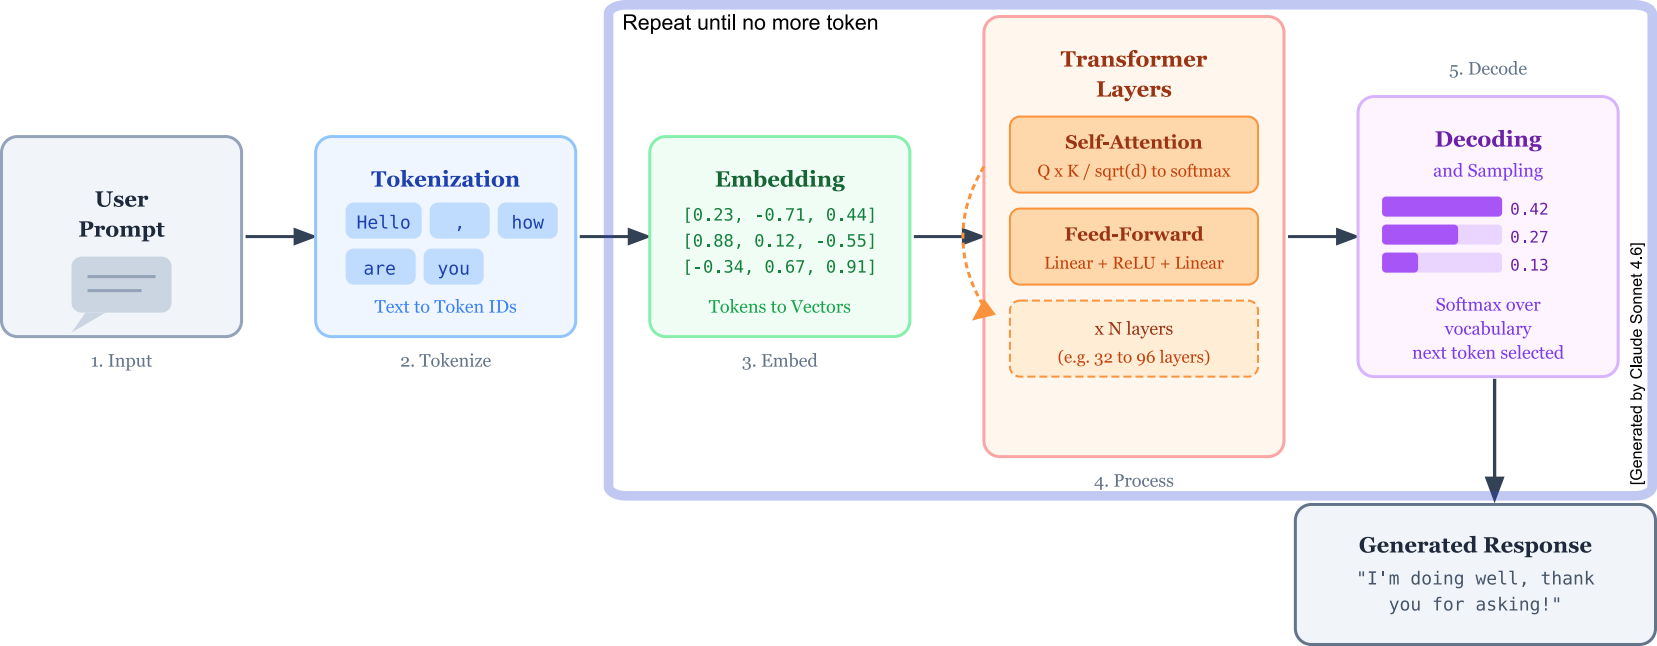 Repeat until no more token
User
Prompt
1. Input
Tokenization
Hello , how
are you
Text to Token IDs
2. Tokenize
Embedding
[0.23, -0.71, 0.44]
[0.88, 0.12, -0.55]
[-0.34, 0.67, 0.91]
Tokens to Vectors
3. Embed
Transformer
Layers
Self-Attention
Q x K / sqrt(d) to softmax
Feed-Forward
Linear + ReLU + Linear
x N layers
(e.g. 32 to 96 layers)
4. Process
5. Decode
Decoding
and Sampling
0.42
0.27
0.13
Softmax over
vocabulary
next token selected
[Generated by Claude Sonnet 4.6]
Generated Response
"I'm doing well, thank
you for asking!"